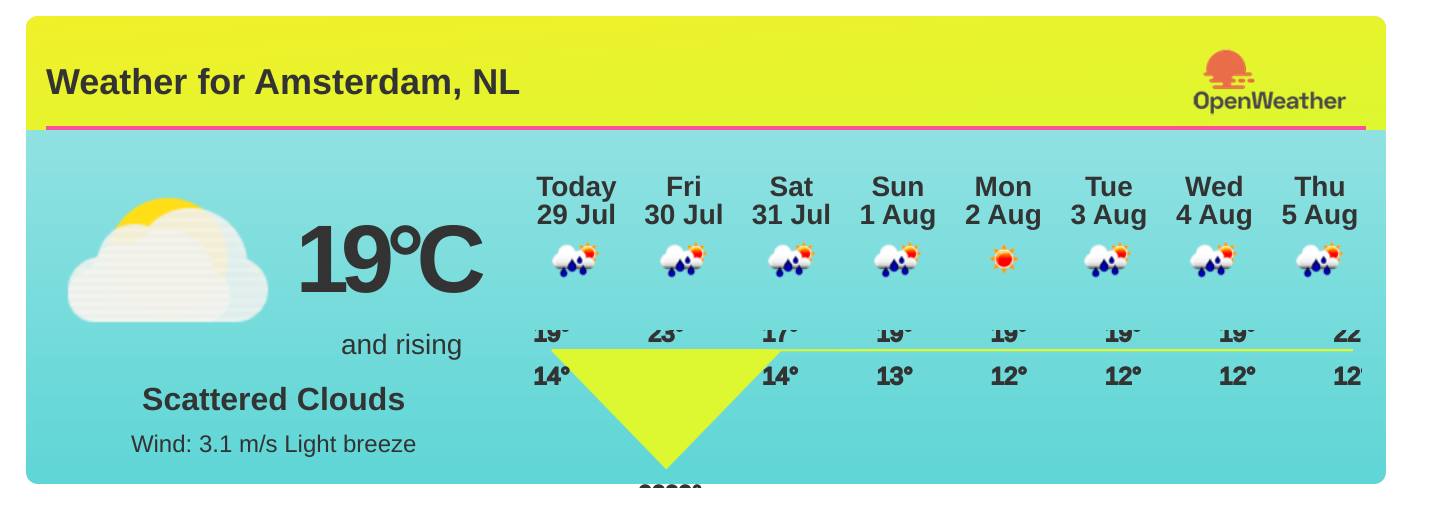 Weather for Amsterdam, NL
OpenWeather
Today Fri Sat Sun Mon Tue Wed Thu
29 Jul 30 Jul 31 Jul 1 Aug 2 Aug 3 Aug 4 Aug 5 Aug
19°C
19° 23° 17° 19° 19° 19° 19° 22
and rising
14° 14° 13° 12° 12° 12° 12
Scattered Clouds
Wind: 3.1 m/s Light breeze